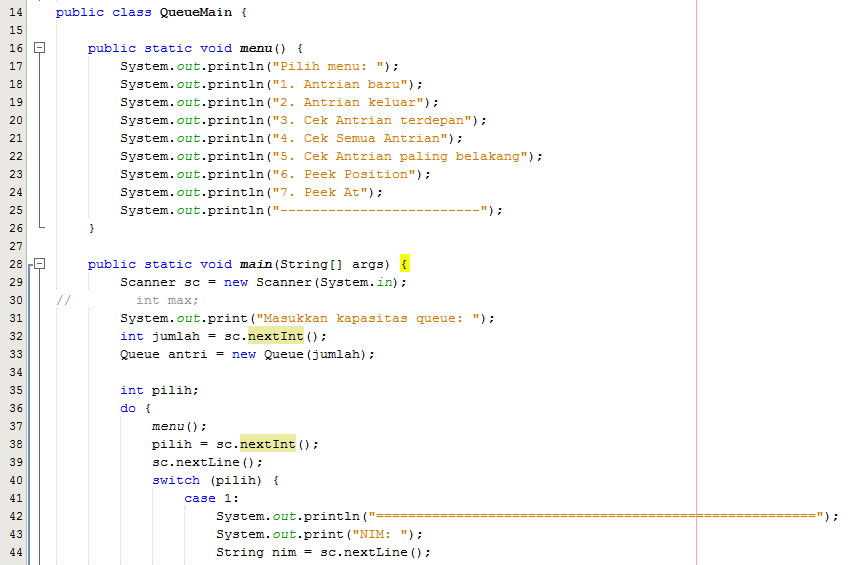 14 public class QueueMain {
15
16 public static void menu() {
17 System.out.println("Pilih menu: ");
18 System.out.println("1. Antrian baru");
19 System.out.println("2. Antrian keluar");
20 System.out.println("3. Cek Antrian terdepan");
21 System.out.println("4. Cek Semua Antrian");
22 System.out.println("5. Cek Antrian paling belakang");
23 System.out.println("6. Peek Position");
24 System.out.println("7. Peek At");
25 System.out.println("-------------------------");
26 }
27
28 public static void main(String[] args) {
29 Scanner sc = new Scanner(System.in);
30 // int max;
31 System.out.print("Masukkan kapasitas queue: ");
32 int jumlah = sc.nextInt();
33 Queue antri = new Queue(jumlah);
34
35 int pilih;
36 do {
37 menu();
38 pilih = sc.nextInt();
39 sc.nextLine();
40 switch (pilih) {
41 case 1:
42 System.out.println("=======================================================");
43 System.out.print("NIM: ");
44 String nim = sc.nextLine();